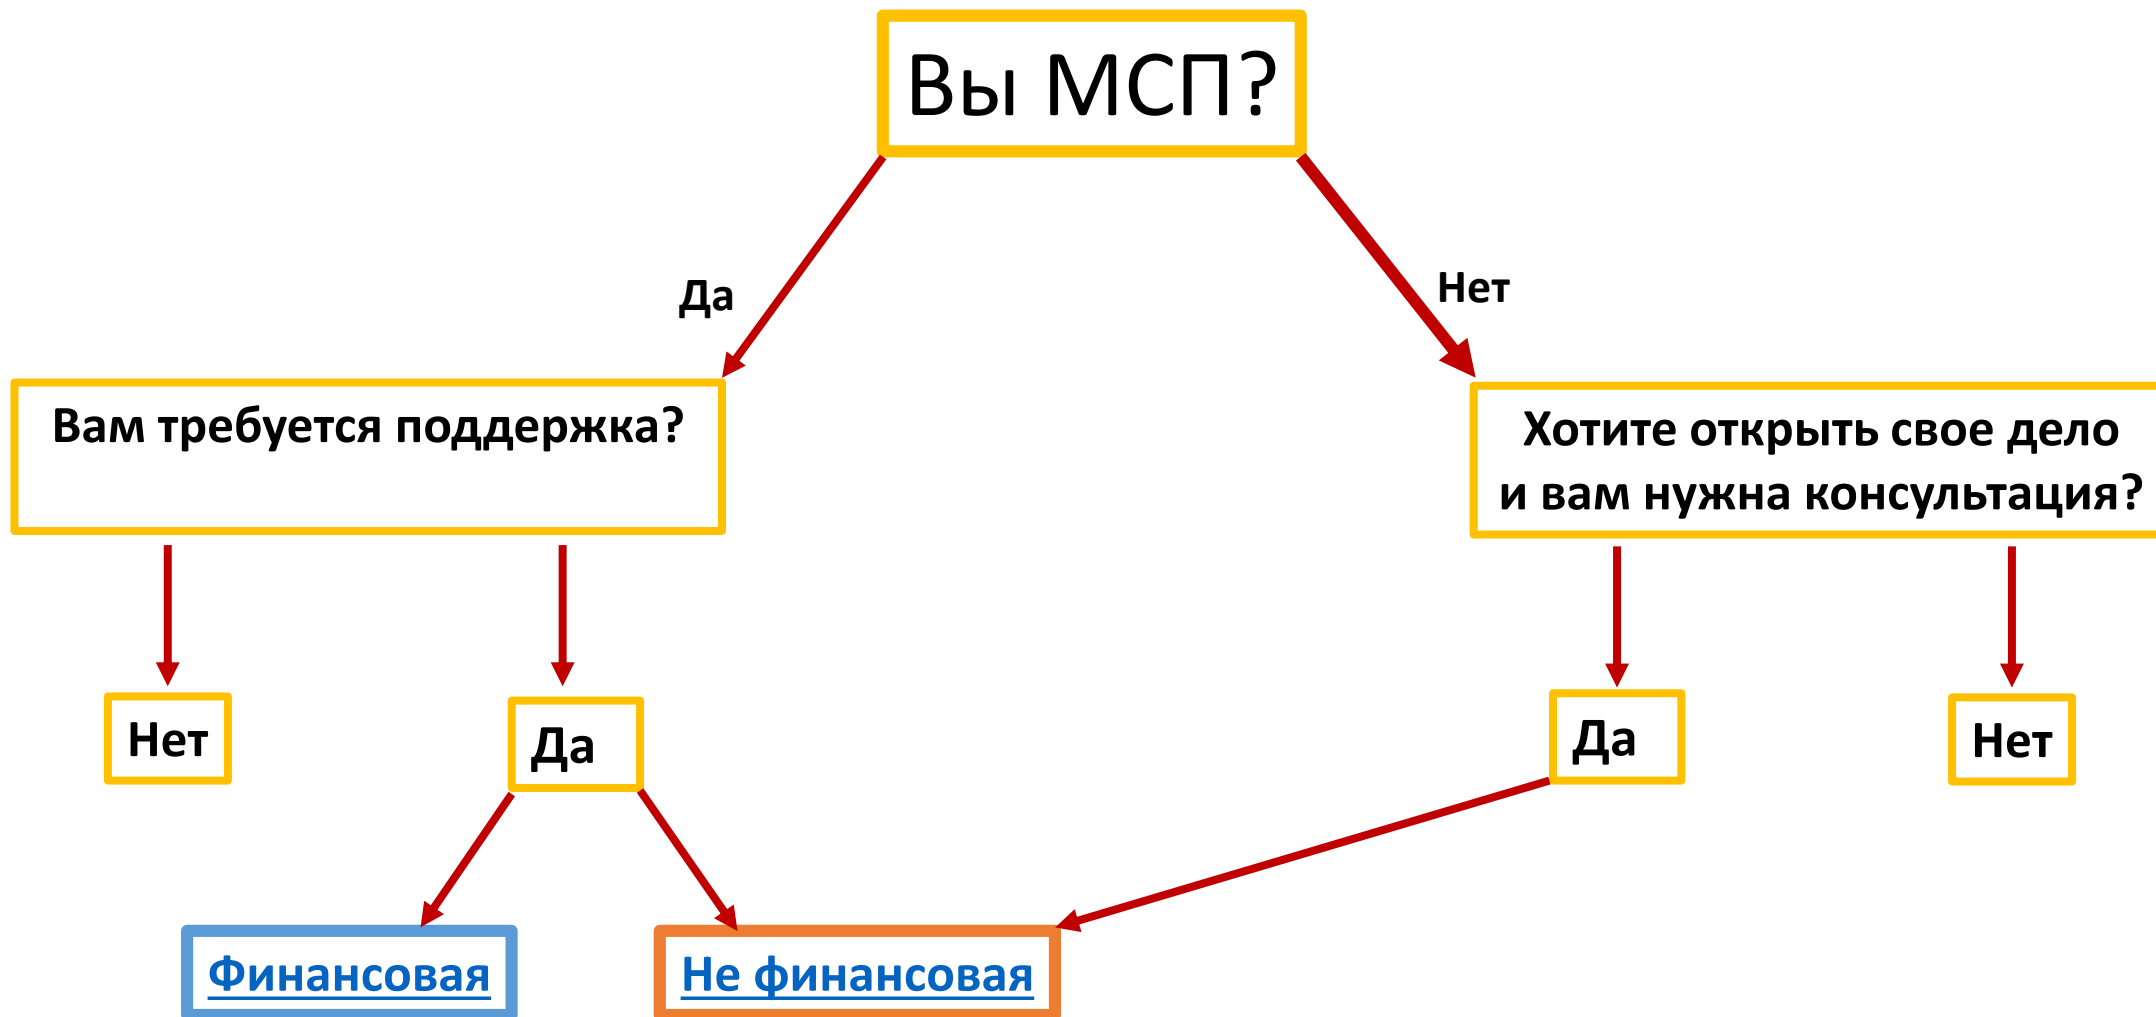 Вы МСП?
Да
Нет
Вам требуется поддержка?
Хотите открыть свое дело
и вам нужна консультация?
Нет
Да
Да
Нет
Финансовая
Не финансовая